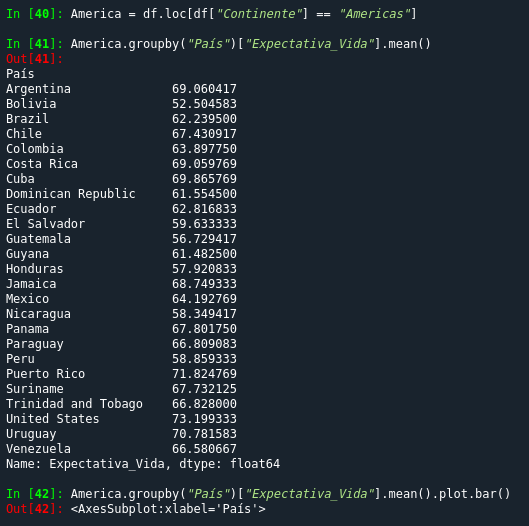 In [40]: America = df.loc[df["Continente"] == "Americas"]
In [41]: America.groupby("País")["Expectativa_Vida"].mean()
Out[41]:
País
Argentina 69.060417
Bolivia 52.504583
Brazil 62.239500
Chile 67.430917
Colombia 63.897750
Costa Rica 69.059769
Cuba 69.865769
Dominican Republic 61.554500
Ecuador 62.816833
El Salvador 59.633333
Guatemala 56.729417
Guyana 61.482500
Honduras 57.920833
Jamaica 68.749333
Mexico 64.192769
Nicaragua 58.349417
Panama 67.801750
Paraguay 66.809083
Peru 58.859333
Puerto Rico 71.824769
Suriname 67.732125
Trinidad and Tobago 66.828000
United States 73.199333
Uruguay 70.781583
Venezuela 66.580667
Name: Expectativa_Vida, dtype: float64
In [42]: America.groupby("País")["Expectativa_Vida"].mean().plot.bar()
Out[42]: <AxesSubplot:xlabel='País'>